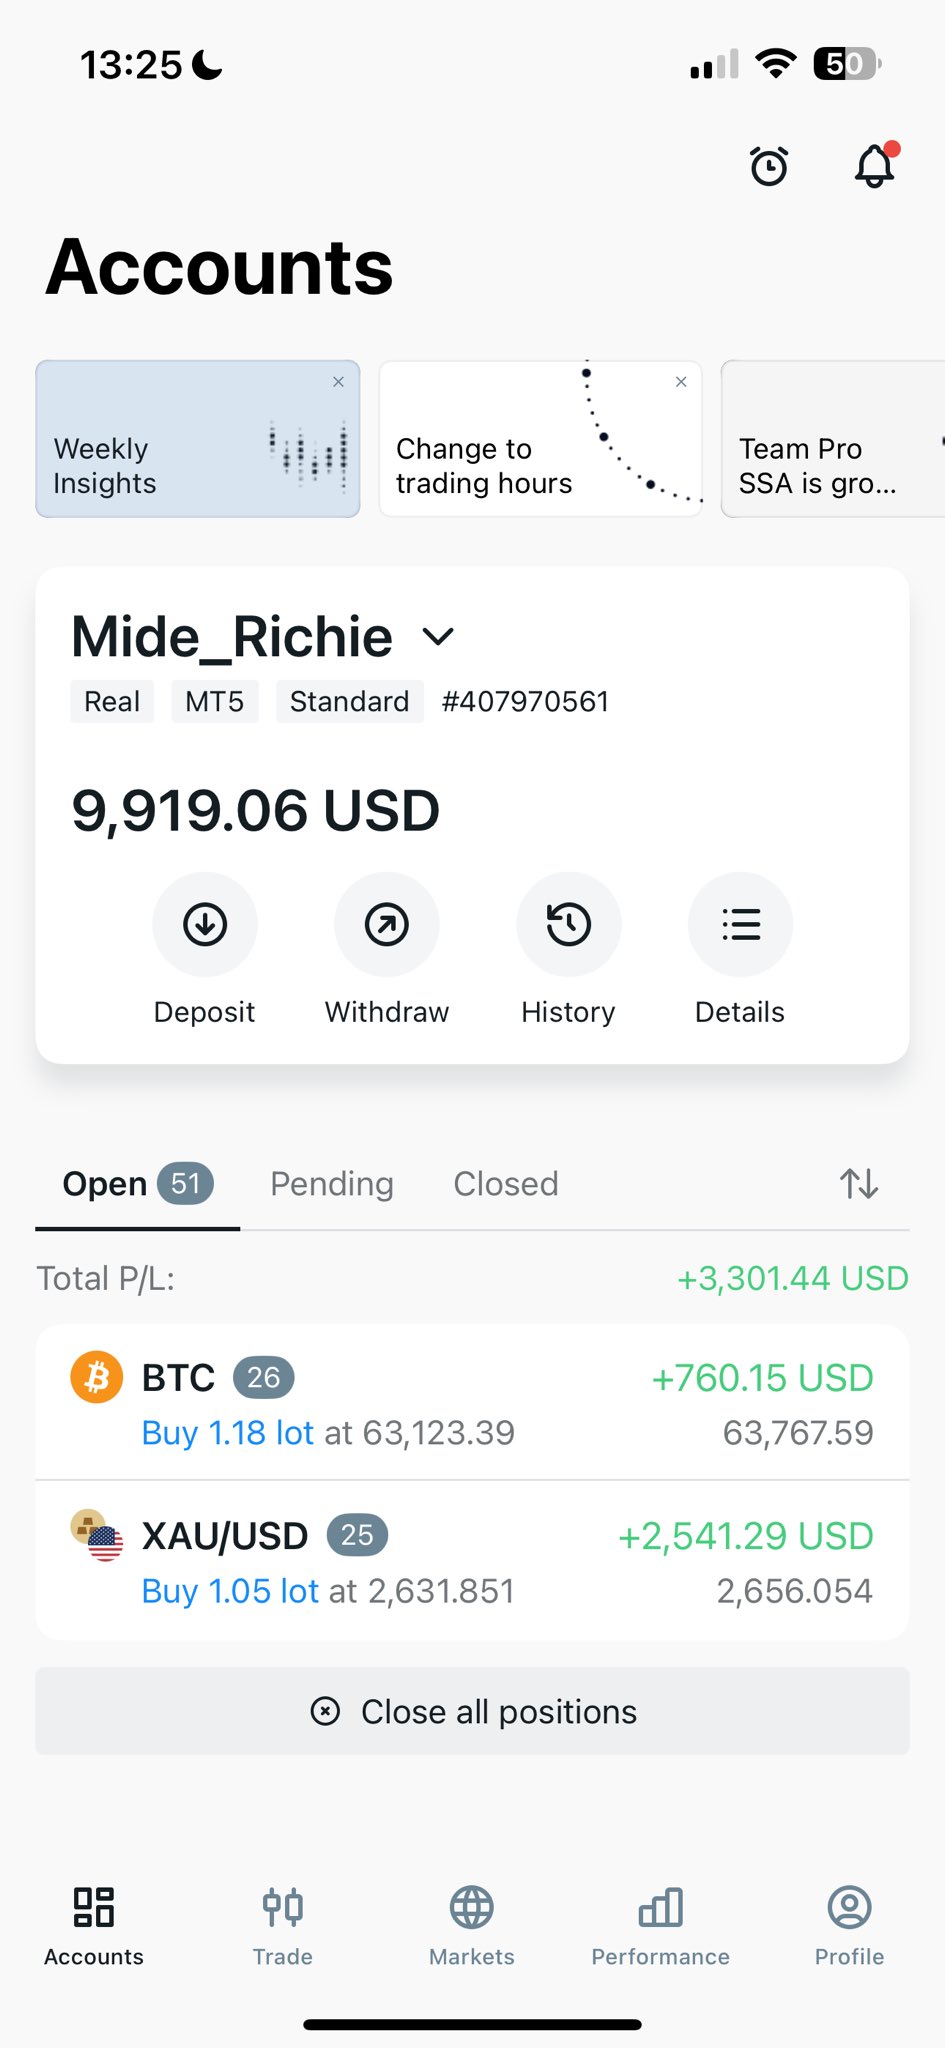 13:25
50
Accounts
Weekly
Insights
Change to
trading hours
Team Pro
SSA is gro...
Mide_Richie
Real MT5 Standard #407970561
9,919.06 USD
Deposit Withdraw History Details
Open 51 Pending Closed
Total P/L: +3,301.44 USD
BTC 26 +760.15 USD
Buy 1.18 lot at 63,123.39 63,767.59
XAU/USD 25 +2,541.29 USD
Buy 1.05 lot at 2,631.851 2,656.054
Close all positions
Accounts Trade Markets Performance Profile